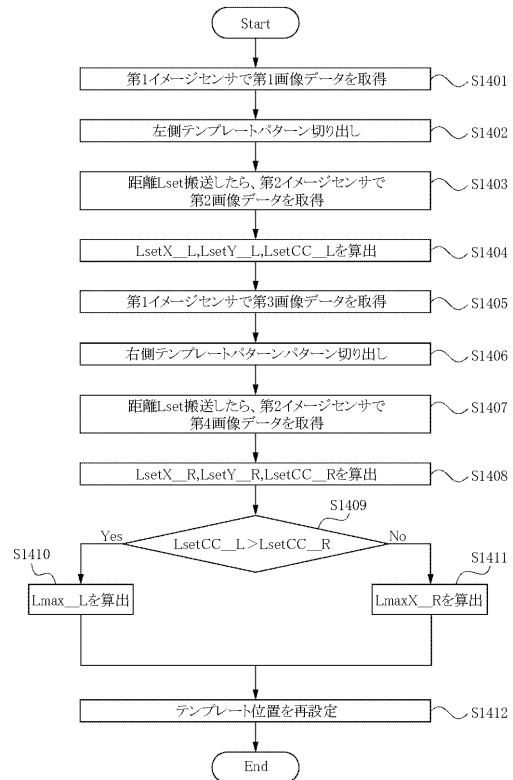 Start
第1イメージセンサで第1画像データを取得
S1401
左側テンプレートパターン切り出し
S1402
距離Lset搬送したら、第2イメージセンサで
第2画像データを取得
S1403
LsetX__L,LsetY__L,LsetCC__Lを算出
S1404
第1イメージセンサで第3画像データを取得
S1405
右側テンプレートパターンパターン切り出し
S1406
距離Lset搬送したら、第2イメージセンサで
第4画像データを取得
S1407
LsetX__R,LsetY__R,LsetCC__Rを算出
S1408
S1409
LsetCC__L>LsetCC__R
Yes
No
S1410
Lmax__Lを算出
S1411
LmaxX__Rを算出
テンプレート位置を再設定
S1412
End